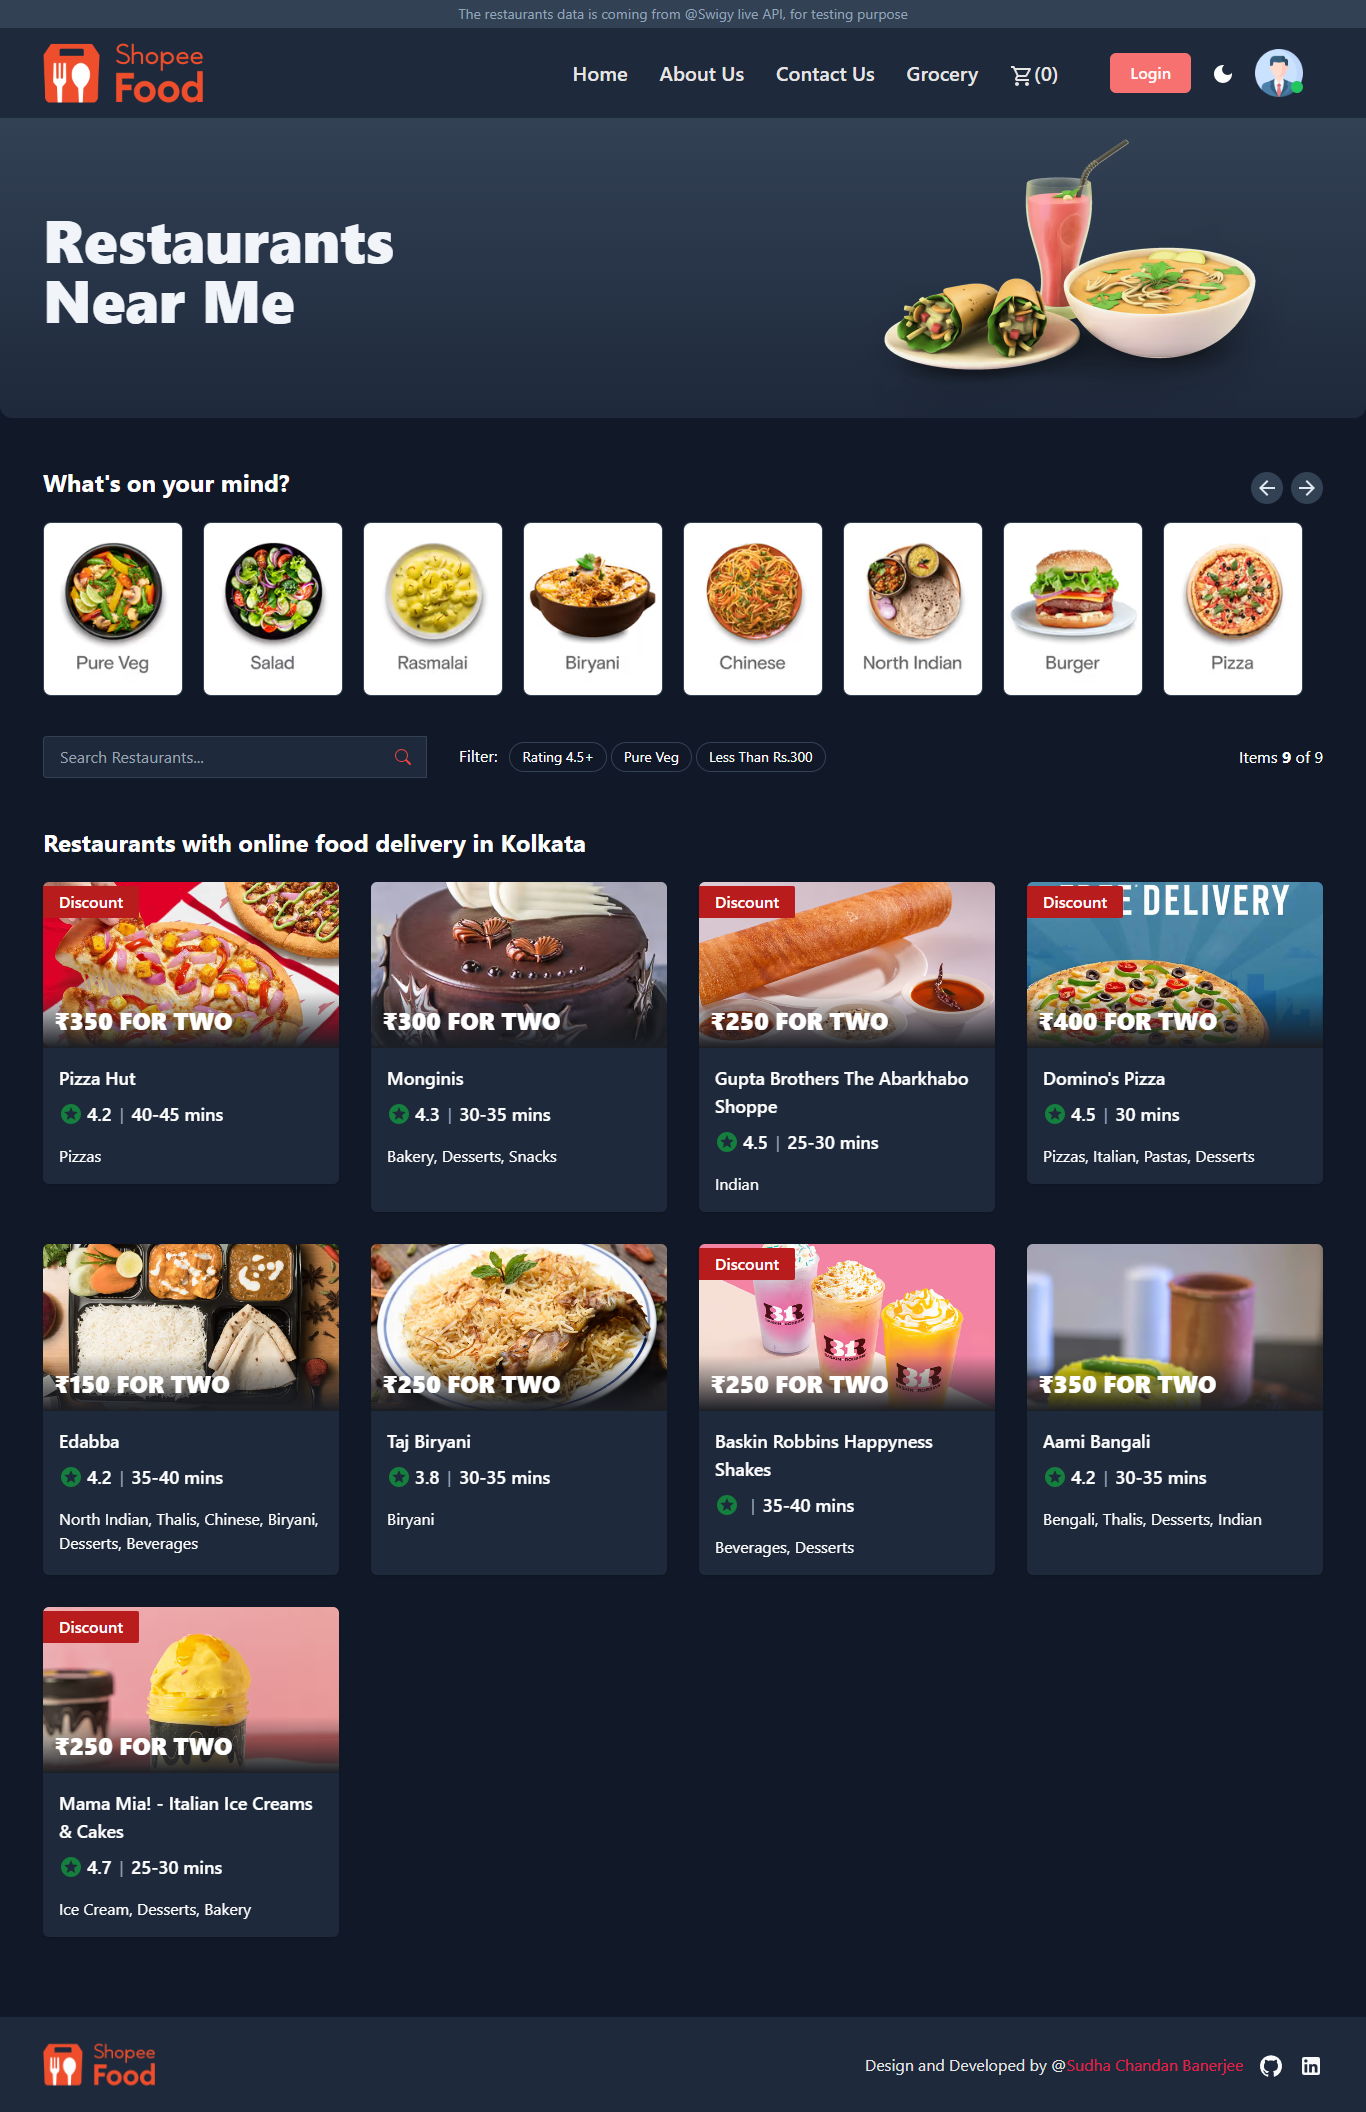 The restaurants data is coming from @Swigy live API, for testing purpose
Shopee
Food
Home
About Us
Contact Us
Grocery
(0)
Login
Restaurants
Near Me
What's on your mind?
Pure Veg
Salad
Rasmalai
Biryani
Chinese
North Indian
Burger
Pizza
Search Restaurants...
Filter:
Rating 4.5+
Pure Veg
Less Than Rs.300
Items 9 of 9
Restaurants with online food delivery in Kolkata
Discount
₹350 FOR TWO
Pizza Hut
4.2 | 40-45 mins
Pizzas
₹300 FOR TWO
Monginis
4.3 | 30-35 mins
Bakery, Desserts, Snacks
Discount
₹250 FOR TWO
Gupta Brothers The Abarkhabo
Shoppe
4.5 | 25-30 mins
Indian
Discount
DELIVERY
₹400 FOR TWO
Domino's Pizza
4.5 | 30 mins
Pizzas, Italian, Pastas, Desserts
₹150 FOR TWO
Edabba
4.2 | 35-40 mins
North Indian, Thalis, Chinese, Biryani,
Desserts, Beverages
₹250 FOR TWO
Taj Biryani
3.8 | 30-35 mins
Biryani
Discount
₹250 FOR TWO
Baskin Robbins Happyness
Shakes
| 35-40 mins
Beverages, Desserts
₹350 FOR TWO
Aami Bangali
4.2 | 30-35 mins
Bengali, Thalis, Desserts, Indian
Discount
₹250 FOR TWO
Mama Mia! - Italian Ice Creams
& Cakes
4.7 | 25-30 mins
Ice Cream, Desserts, Bakery
Shopee
Food
Design and Developed by @Sudha Chandan Banerjee